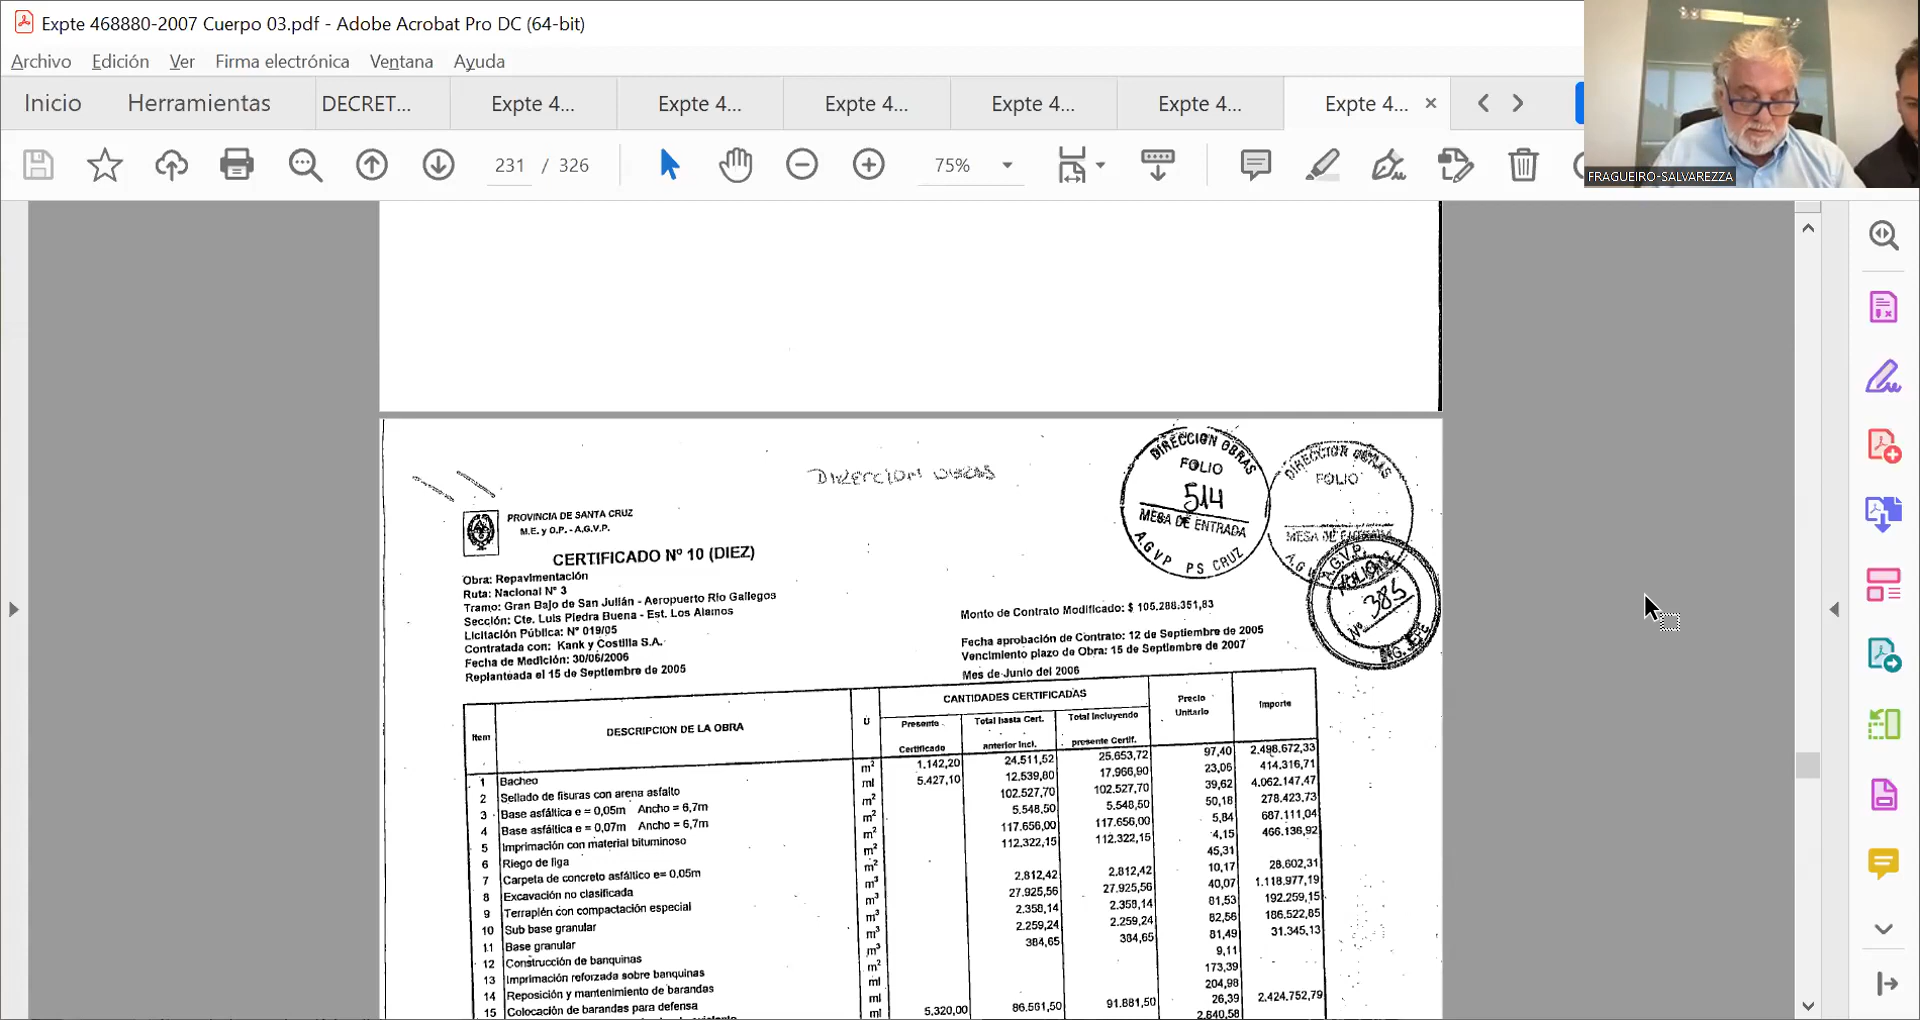 Expte 468880-2007 Cuerpo 03.pdf - Adobe Acrobat Pro DC (64-bit)
Archivo Edición Ver Firma electrónica Ventana Ayuda
Inicio Herramientas DECRET... Expte 4... Expte 4... Expte 4... Expte 4... Expte 4... Expte 4...
231 / 326 75%
FRAGUEIRO-SALVAREZZA
DIRECCION OBRAS
FOLIO
514
MESA DE ENTRADA
A.G.V.P. PS CRUZ
DIRECCION OBRAS
FOLIO
A.G.V.P.
FOLIO
Nº 385
PROVINCIA DE SANTA CRUZ
M.E. y O.P. - A.G.V.P.
CERTIFICADO Nº 10 (DIEZ)
Obra: Repavimentación
Ruta: Nacional Nº 3
Tramo: Gran Bajo de San Julián - Aeropuerto Río Gallegos
Sección: Cte. Luis Piedra Buena - Est. Los Alamos
Licitación Pública: Nº 019/05
Contratada con: Kank y Costilla S.A.
Fecha de Medición: 30/06/2006
Replanteada el 15 de Septiembre de 2005
Monto de Contrato Modificado: $ 105.288.351,83
Fecha aprobación de Contrato: 12 de Septiembre de 2005
Vencimiento plazo de Obra: 15 de Septiembre de 2007
Mes de Junio del 2006
Item DESCRIPCION DE LA OBRA U CANTIDADES CERTIFICADAS Precio Unitario Importe
Presente Certificado Total hasta Cert. anterior Incl. Total Incluyendo presente Certif.
1 Bacheo m² 1.142,20 24.511,52 25.653,72 97,40 2.498.672,33
2 Sellado de fisuras con arena asfalto ml 5.427,10 12.539,80 17.966,90 23,06 414.316,71
3 Base asfáltica e = 0,05m Ancho = 6,7m m² 102.527,70 102.527,70 39,62 4.062.147,47
4 Base asfáltica e = 0,07m Ancho = 6,7m m² 5.548,50 5.548,50 50,18 278.423,73
5 Imprimación con material bituminoso m² 117.656,00 117.656,00 5,84 687.111,04
6 Riego de liga m² 112.322,15 112.322,15 4,15 466.136,92
7 Carpeta de concreto asfáltico e= 0,05m m² 45,31
8 Excavación no clasificada m³ 2.812,42 2.812,42 10,17 28.602,31
9 Terraplén con compactación especial m³ 27.925,56 27.925,56 40,07 1.118.977,19
10 Sub base granular m³ 2.358,14 2.358,14 81,53 192.259,15
11 Base granular m³ 2.259,24 2.259,24 82,56 186.522,85
12 Construcción de banquinas m³ 384,65 384,65 81,49 31.345,13
13 Imprimación reforzada sobre banquinas m² 9,11
14 Reposición y mantenimiento de barandas ml 173,39
15 Colocación de barandas para defensa ml 204,98
ml 5.320,00 86.561,50 91.881,50 26,39 2.424.752,79
2.840,58